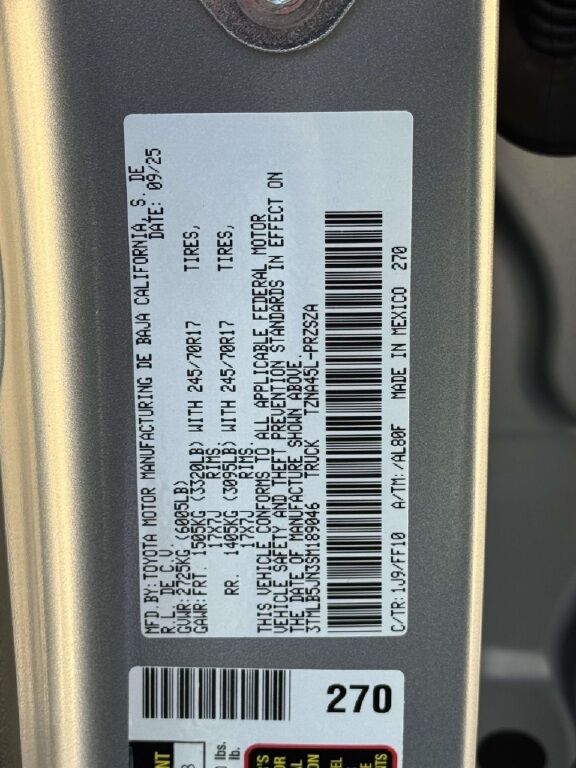 MFD.BY:TOYOTA MOTOR MANUFACTURING DE BAJA CALIFORNIA, S. DE
R.L. DE C.V. DATE: 09/25
GVWR:2725KG (6005LB)
GAWR:FRT. 1505KG (3320LB) WITH 245/70R17 TIRES,
17X7J RIMS
RR. 1405KG (3095LB) WITH 245/70R17 TIRES,
17X7J RIMS
THIS VEHICLE CONFORMS TO ALL APPLICABLE FEDERAL MOTOR
VEHICLE SAFETY AND THEFT PREVENTION STANDARDS IN EFFECT ON
THE DATE OF MANUFACTURE SHOWN ABOVE.
3TMLB5JN3SM189046 TRUCK TZNA45L-PRZSZA
C/TR:1J9/FF10 A/TM:/AL80F MADE IN MEXICO 270
270
lbs.
lb.